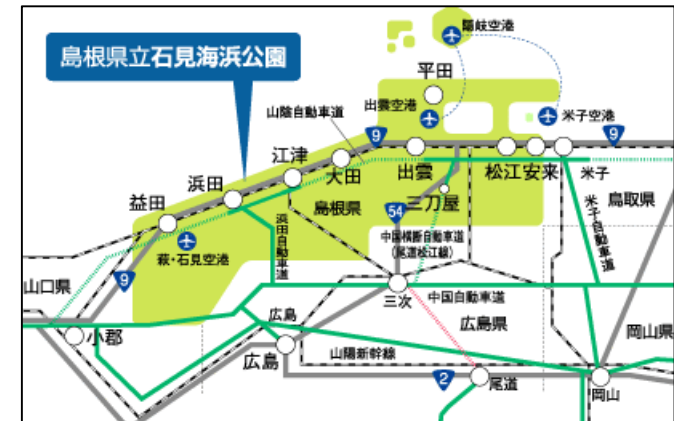 隠岐空港
島根県立石見海浜公園
平田
出雲空港
米子空港
山陰自動車道
9
9
江津
大田
出雲
松江
安来
米子
鳥取県
浜田
益田
島根県
三刀屋
54
米子自動車道
浜田自動車道
中国横断自動車道
(尾道松江線)
萩・石見空港
山口県
9
三次
中国自動車道
広島
広島県
岡山県
小郡
広島
山陽新幹線
2
尾道
岡山